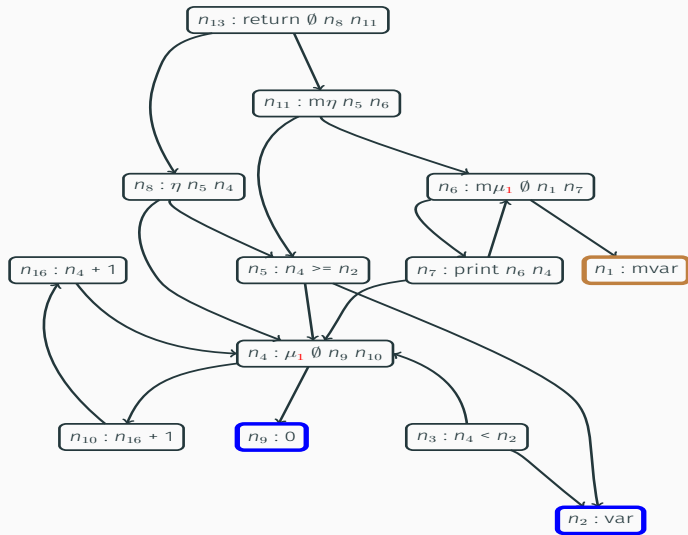 n₁₃ : return ∅ n₈ n₁₁
n₁₁ : mη n₅ n₆
n₈ : η n₅ n₄
n₆ : mμ₁ ∅ n₁ n₇
n₁₆ : n₄ + 1
n₅ : n₄ >= n₂
n₇ : print n₆ n₄
n₁ : mvar
n₄ : μ₁ ∅ n₉ n₁₀
n₁₀ : n₁₆ + 1
n₉ : 0
n₃ : n₄ < n₂
n₂ : var